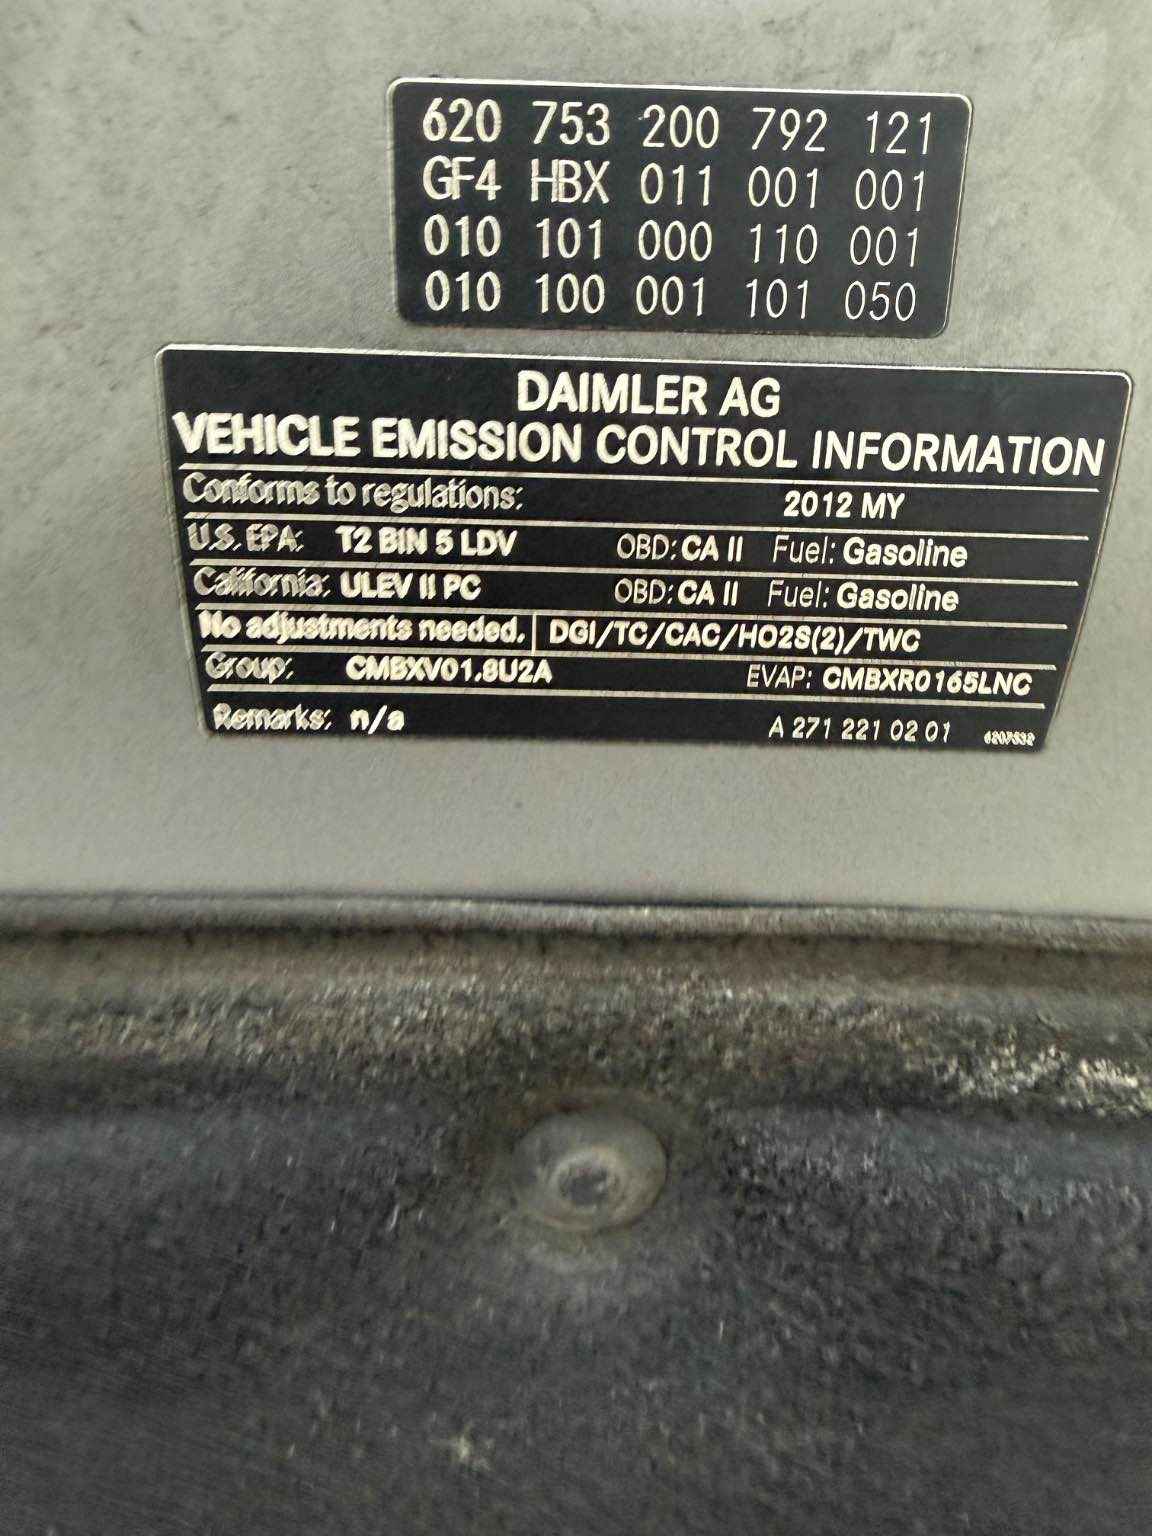 620 753 200 792 121
GF4 HBX 011 001 001
010 101 000 110 001
010 100 001 101 050
DAIMLER AG
VEHICLE EMISSION CONTROL INFORMATION
Conforms to regulations: 2012 MY
U.S. EPA: T2 BIN 5 LDV OBD: CA II Fuel: Gasoline
California: ULEV II PC OBD: CA II Fuel: Gasoline
No adjustments needed. DGI/TC/CAC/HO2S(2)/TWC
Group: CMBXV01.8U2A EVAP: CMBXR0165LNC
Remarks: n/a A 271 221 02 01